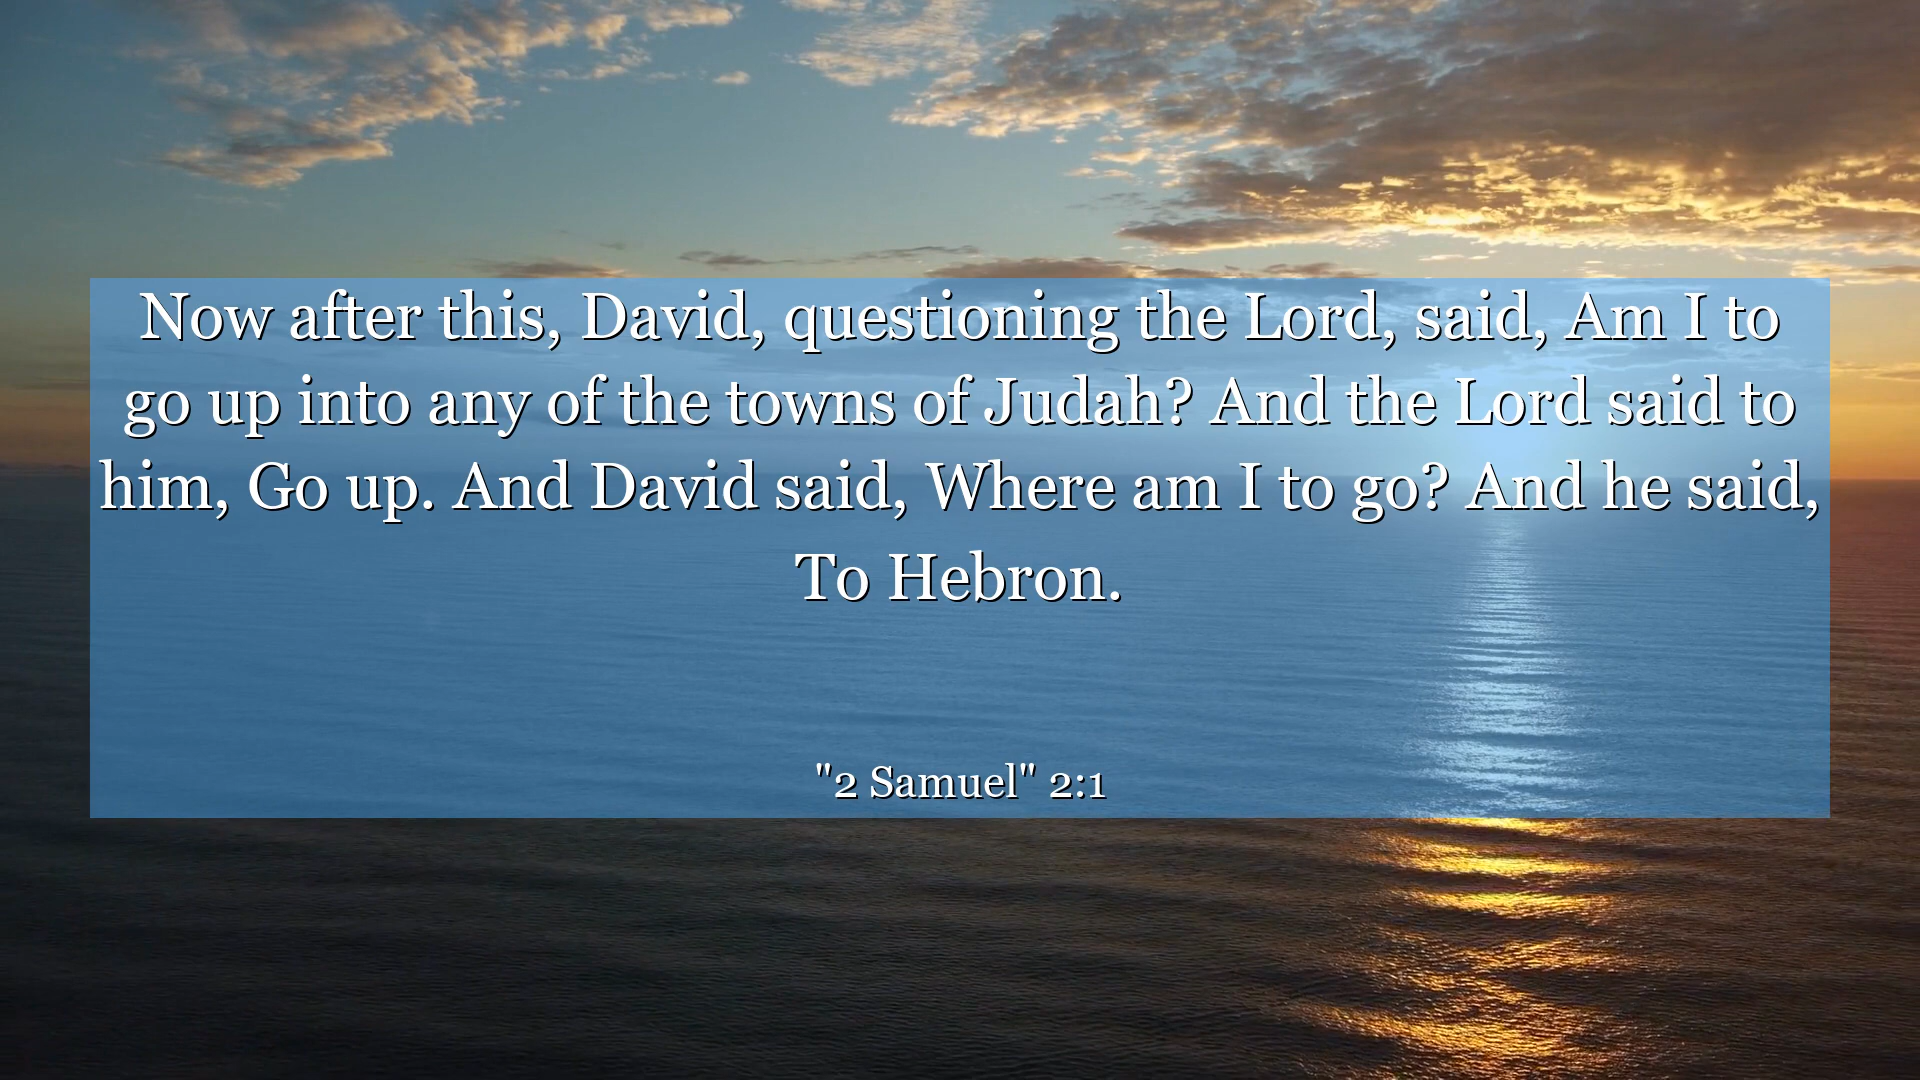 Now after this, David, questioning the Lord, said, Am I to
go up into any of the towns of Judah? And the Lord said to
him, Go up. And David said, Where am I to go? And he said,
To Hebron.
"2 Samuel" 2:1